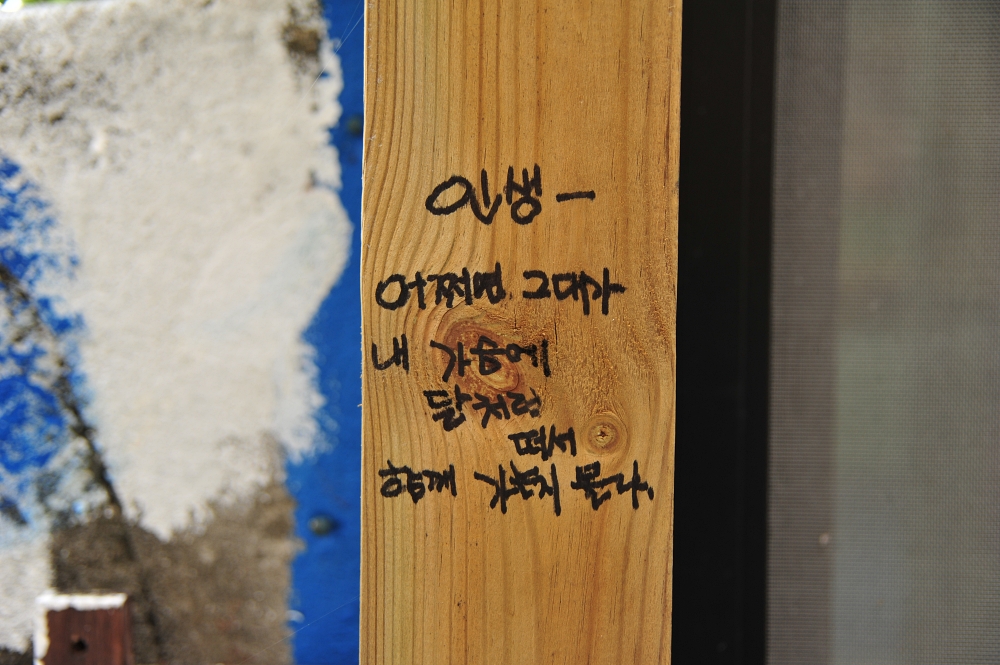 인생 -
어쩌면 그대가
내 가슴에
달처럼
떠서
함께 가는지 몰라.